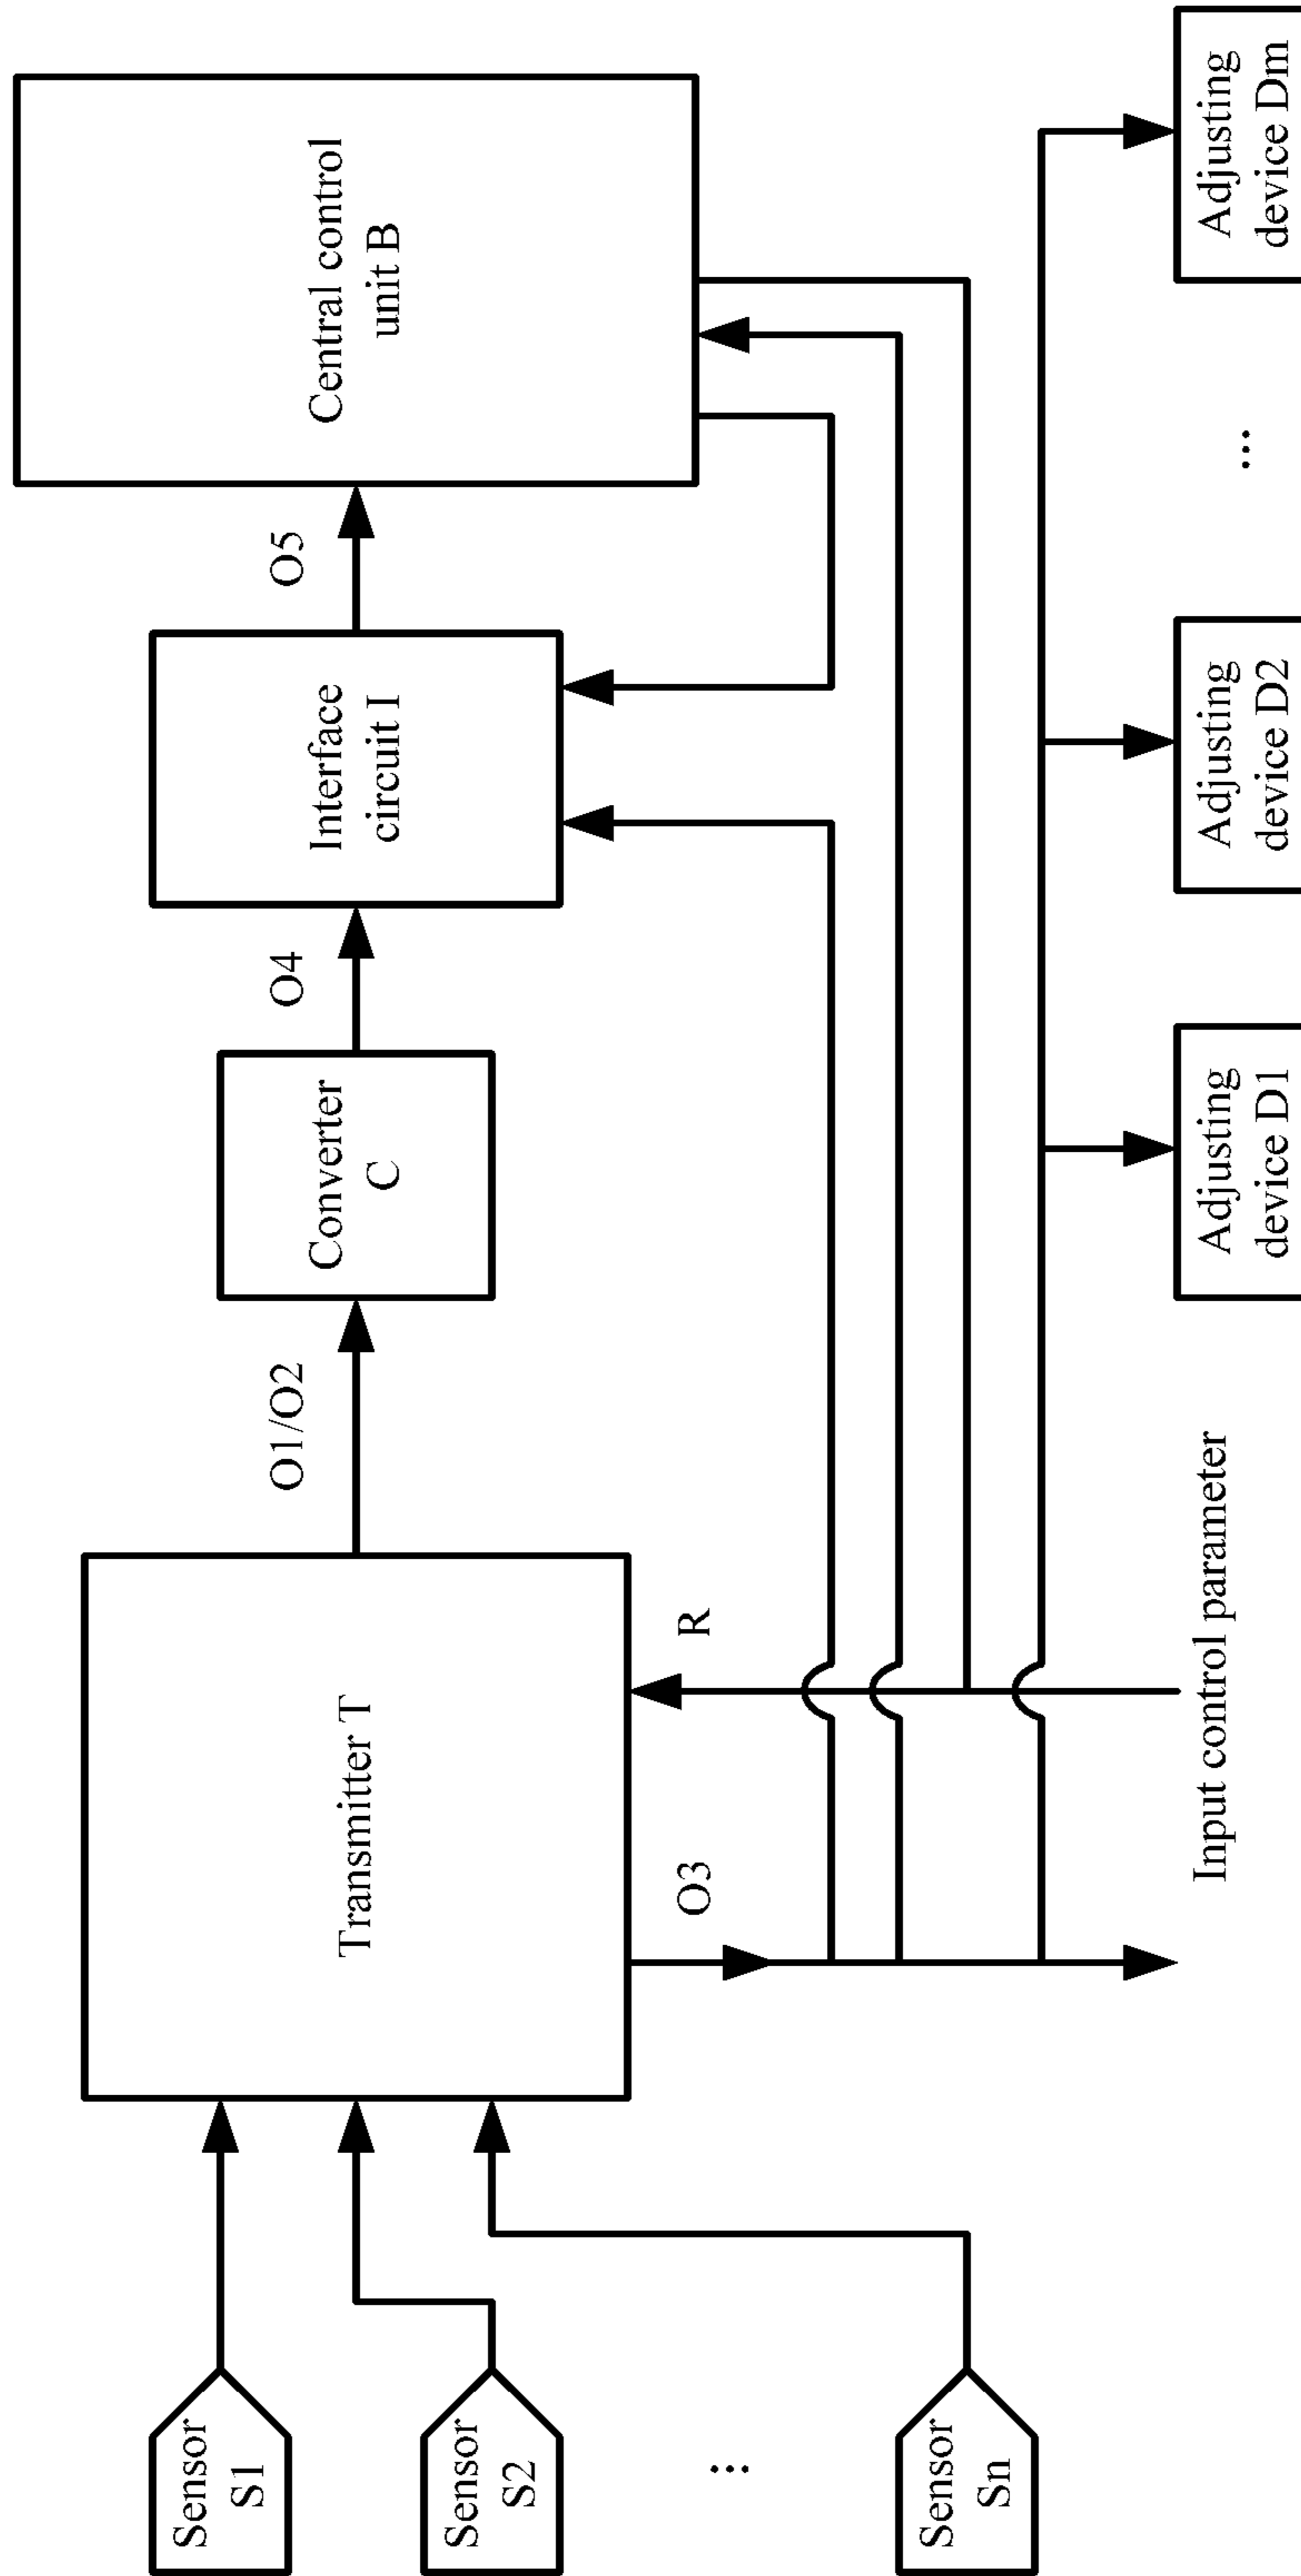 Sensor
S1
Sensor
S2
...
Sensor
Sn
Transmitter T
O1/O2
O3
R
Converter
C
O4
Interface
circuit I
O5
Central control
unit B
Input control parameter
Adjusting
device D1
Adjusting
device D2
...
Adjusting
device Dm